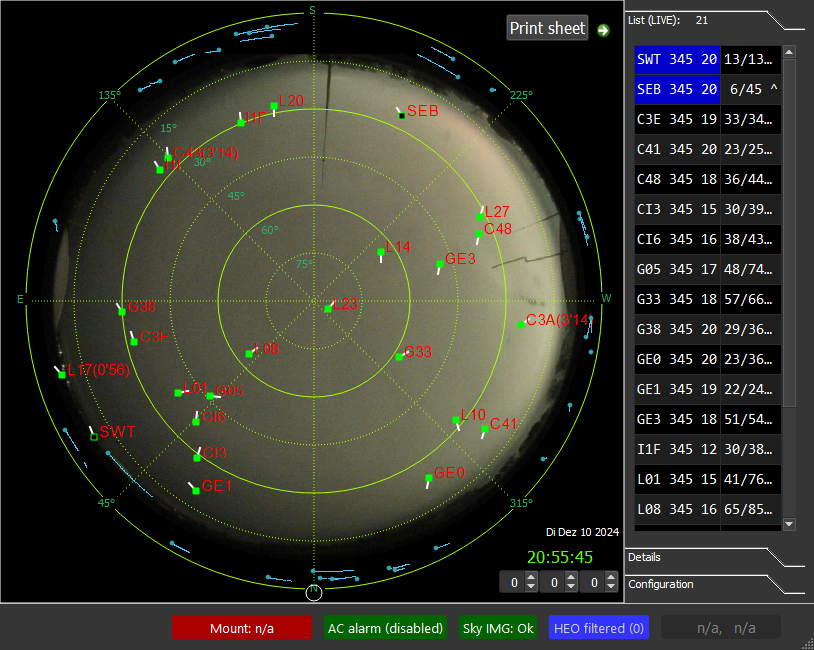 S
Print sheet
List (LIVE): 21
135°
225°
15°
30°
45°
60°
75°
E
W
45°
315°
N
L20
I1F
SEB
C4A(3'14)
L27
C48
L14
GE3
L23
G38
C3E
C3A(3'14)
L08
G33
L17(0'56)
L01
G05
CI6
L10
C41
SWT
CI3
GE0
GE1
Di Dez 10 2024
20:55:45
0 0 0
SWT 345 20 13/13...
SEB 345 20 6/45 ^
C3E 345 19 33/34...
C41 345 20 23/25...
C48 345 18 36/44...
CI3 345 15 30/39...
CI6 345 16 38/43...
G05 345 17 48/74...
G33 345 18 57/66...
G38 345 20 29/36...
GE0 345 20 23/36...
GE1 345 19 22/24...
GE3 345 18 51/54...
I1F 345 12 30/38...
L01 345 15 41/76...
L08 345 16 65/85...
Details
Configuration
Mount: n/a
AC alarm (disabled)
Sky IMG: Ok
HEO filtered (0)
n/a, n/a